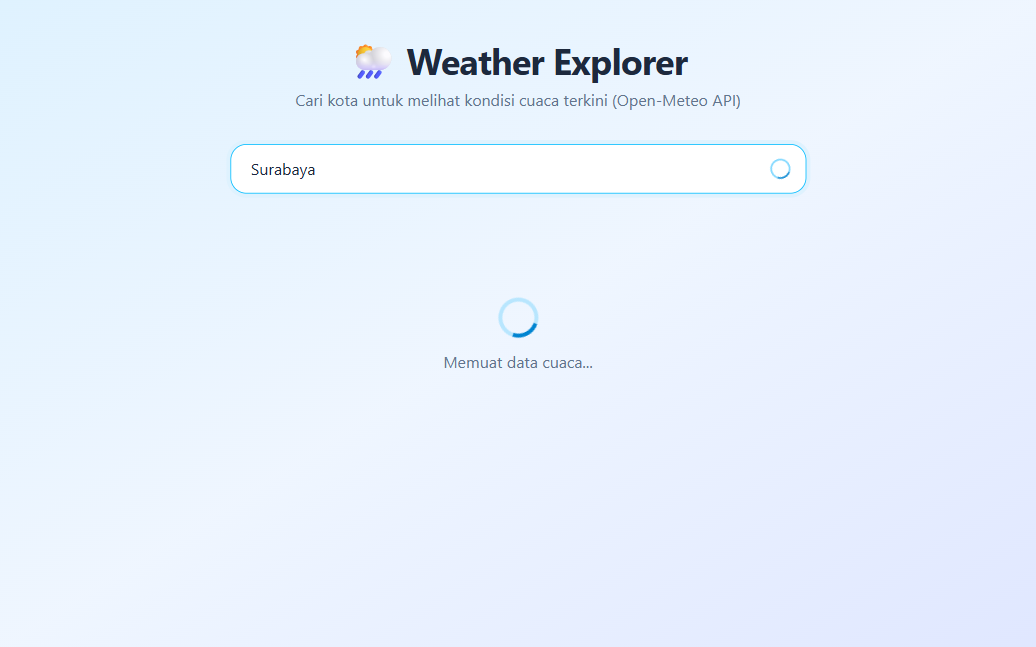 Weather Explorer
Cari kota untuk melihat kondisi cuaca terkini (Open-Meteo API)
Surabaya
Memuat data cuaca...